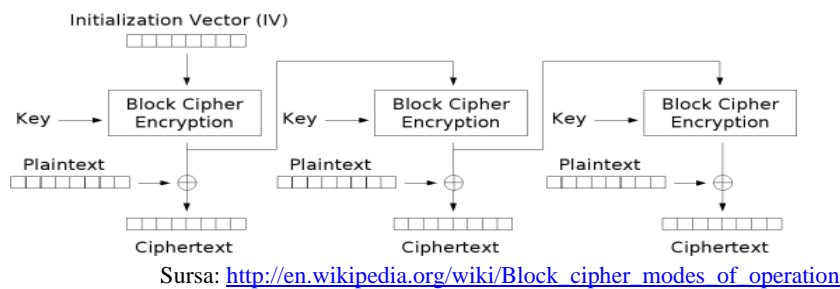 Initialization Vector (IV)
Key Block Cipher Encryption Key Block Cipher Encryption Key Block Cipher Encryption
Plaintext Plaintext Plaintext
Ciphertext Ciphertext Ciphertext
Sursa: http://en.wikipedia.org/wiki/Block_cipher_modes_of_operation